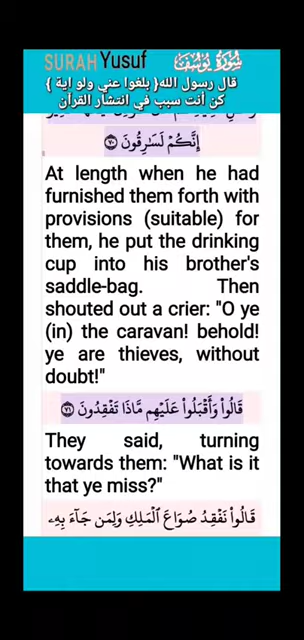 SURAH Yusuf سُورَةُ يُوسُفَ
قال رسول الله{ بلغوا عني ولو اية }
كن أنت سبب في انتشار القرآن
إِنَّكُمْ لَسَارِقُونَ ٧٠
At length when he had
furnished them forth with
provisions (suitable) for
them, he put the drinking
cup into his brother's
saddle-bag. Then
shouted out a crier: "O ye
(in) the caravan! behold!
ye are thieves, without
doubt!"
قَالُوا۟ وَأَقْبَلُوا۟ عَلَيْهِم مَّاذَا تَفْقِدُونَ ٧١
They said, turning
towards them: "What is it
that ye miss?"
قَالُوا۟ نَفْقِدُ صُوَاعَ ٱلْمَلِكِ وَلِمَن جَآءَ بِهِۦ